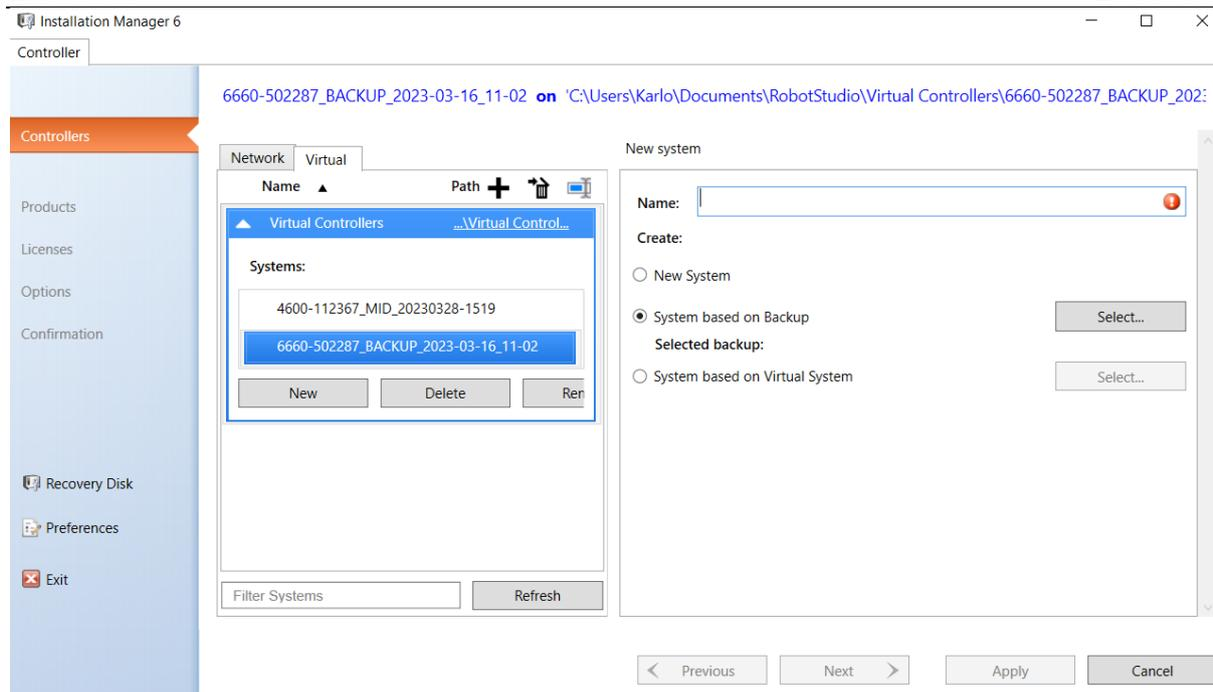 Installation Manager 6
Controller
6660-502287_BACKUP_2023-03-16_11-02 on 'C:\Users\Karlo\Documents\RobotStudio\Virtual Controllers\6660-502287_BACKUP_202
Controllers
Products
Licenses
Options
Confirmation
Recovery Disk
Preferences
Exit
Network Virtual
Name Path
Virtual Controllers ...\Virtual Control...
Systems:
4600-112367_MID_20230328-1519
6660-502287_BACKUP_2023-03-16_11-02
New Delete Ren
Filter Systems Refresh
New system
Name:
Create:
New System
System based on Backup Select...
Selected backup:
System based on Virtual System Select...
Previous Next Apply Cancel